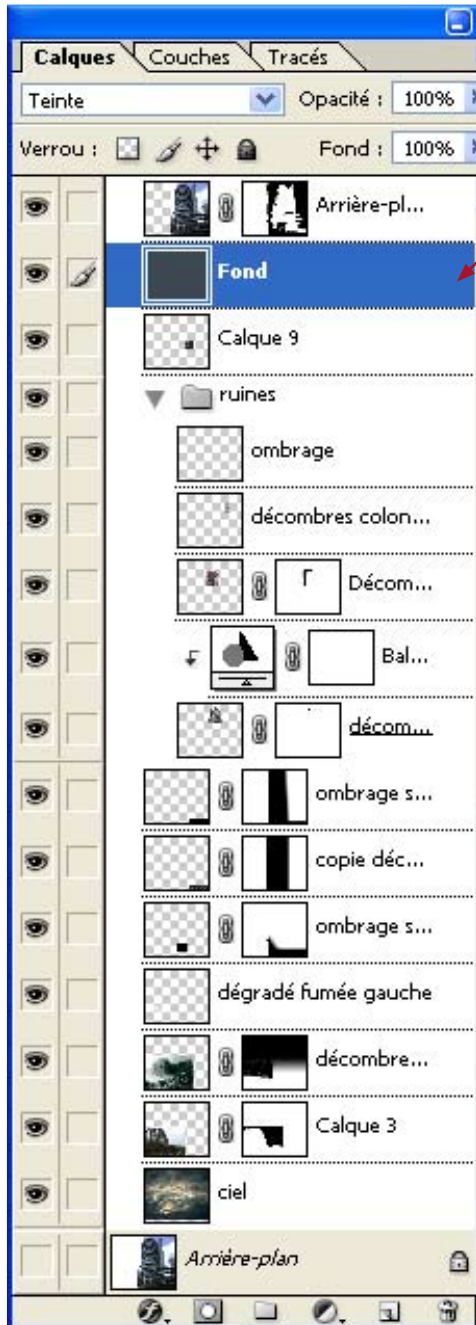 Calques Couches Tracés
Teinte Opacité : 100%
Verrou : Fond : 100%
Arrière-pl...
Fond
Calque 9
ruines
ombrage
décombres colon...
Décom...
Bal...
décom...
ombrage s...
copie déc...
ombrage s...
dégradé fumée gauche
décombre...
Calque 3
ciel
Arrière-plan